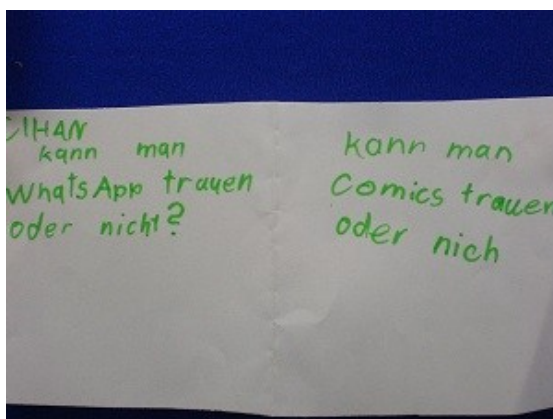 CIHAN
kann man
WhatsApp trauen
oder nicht?
kann man
Comics trauen
oder nich